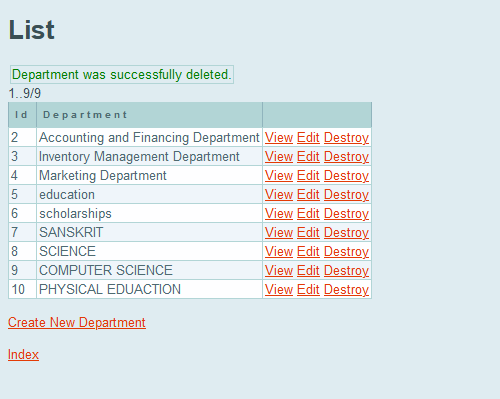 List
Department was successfully deleted.
1..9/9
Id Department
2 Accounting and Financing Department View Edit Destroy
3 Inventory Management Department View Edit Destroy
4 Marketing Department View Edit Destroy
5 education View Edit Destroy
6 scholarships View Edit Destroy
7 SANSKRIT View Edit Destroy
8 SCIENCE View Edit Destroy
9 COMPUTER SCIENCE View Edit Destroy
10 PHYSICAL EDUACTION View Edit Destroy
Create New Department
Index